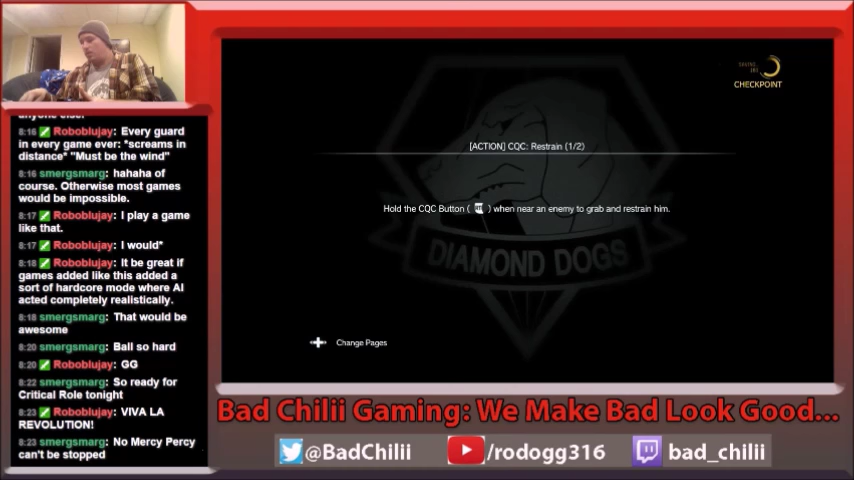 anyone else!
8:16 Roboblujay: Every guard
in every game ever: *screams in
distance* "Must be the wind"
8:16 smergsmarg: hahaha of
course. Otherwise most games
would be impossible.
8:17 Roboblujay: I play a game
like that.
8:17 Roboblujay: I would*
8:18 Roboblujay: It be great if
games added like this added a
sort of hardcore mode where AI
acted completely realistically.
8:18 smergsmarg: That would be
awesome
8:20 smergsmarg: Ball so hard
8:20 Roboblujay: GG
8:22 smergsmarg: So ready for
Critical Role tonight
8:23 Roboblujay: VIVA LA
REVOLUTION!
8:23 smergsmarg: No Mercy Percy
can't be stopped
CHECKPOINT
[ACTION] CQC: Restrain (1/2)
Hold the CQC Button ( ) when near an enemy to grab and restrain him.
DIAMOND DOGS
Change Pages
Bad Chilii Gaming: We Make Bad Look Good...
@BadChilii /rodogg316 bad_chilii